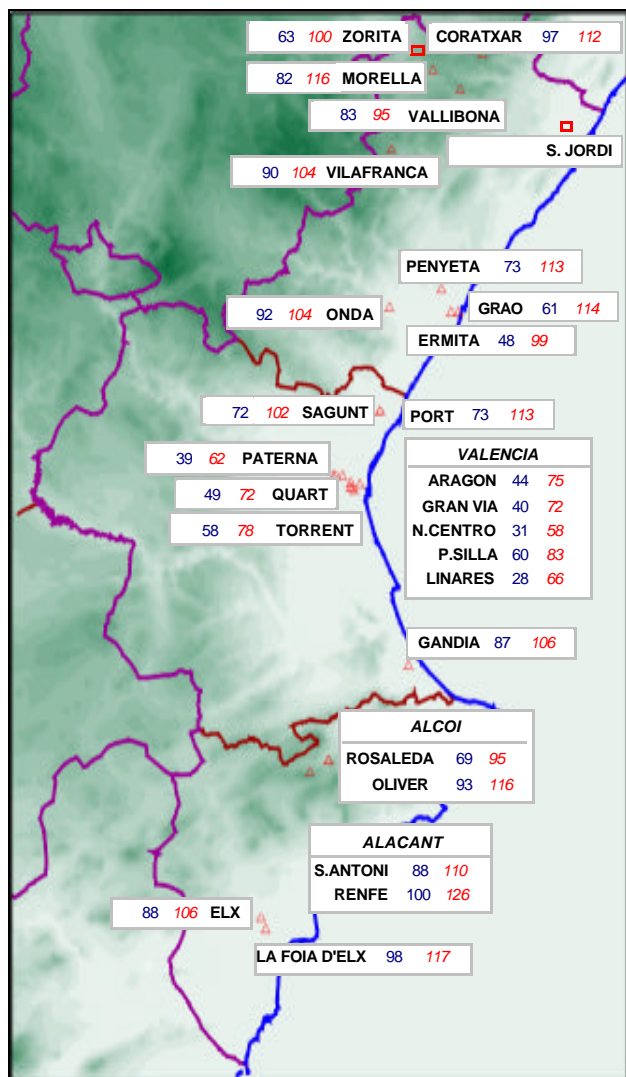 63 100 ZORITA
CORATXAR 97 112
82 116 MORELLA
83 95 VALLIBONA
S. JORDI
90 104 VILAFRANCA
PENYETA 73 113
92 104 ONDA
GRAO 61 114
ERMITA 48 99
72 102 SAGUNT
PORT 73 113
39 62 PATERNA
49 72 QUART
58 78 TORRENT
VALENCIA
ARAGON 44 75
GRAN VIA 40 72
N.CENTRO 31 58
P.SILLA 60 83
LINARES 28 66
GANDIA 87 106
ALCOI
ROSALEDA 69 95
OLIVER 93 116
ALACANT
S.ANTONI 88 110
RENFE 100 126
88 106 ELX
LA FOIA D'ELX 98 117